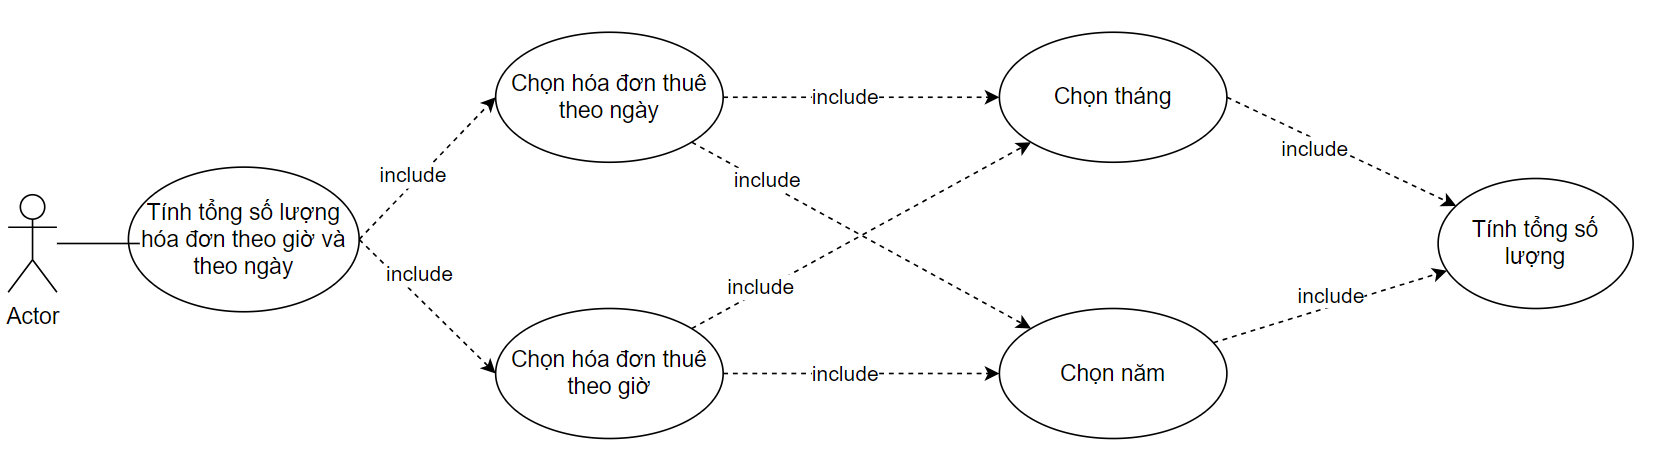 Actor
Tính tổng số lượng
hóa đơn theo giờ và
theo ngày
include
include
Chọn hóa đơn thuê
theo ngày
Chọn hóa đơn thuê
theo giờ
include
include
include
include
Chọn tháng
Chọn năm
include
include
Tính tổng số
lượng